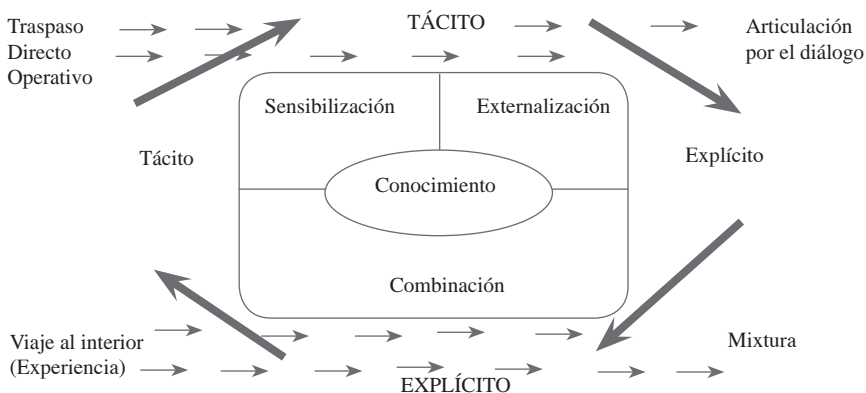 Traspaso
Directo
Operativo
TÁCITO
Articulación
por el diálogo
Sensibilización
Externalización
Tácito
Conocimiento
Explícito
Combinación
Viaje al interior
(Experiencia)
EXPLÍCITO
Mixtura